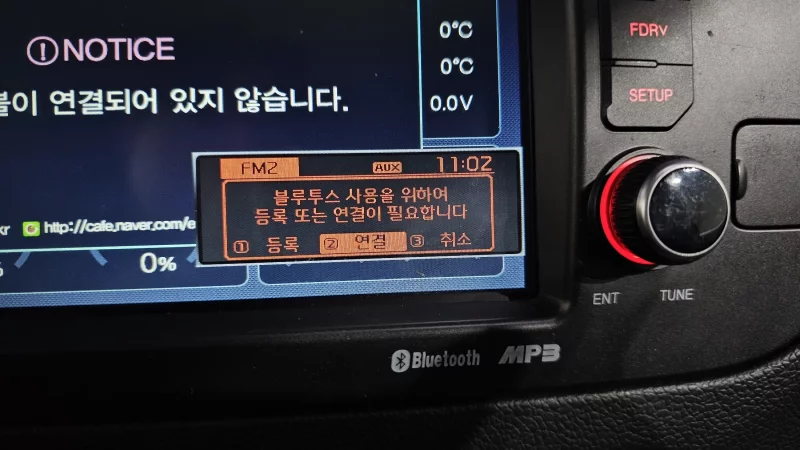 NOTICE
연결되어 있지 않습니다.
0°C
0°C
0.0V
FM2 AUX 11:02
블루투스 사용을 위하여
등록 또는 연결이 필요합니다
1 등록 2 연결 3 취소
kr http://cafe.naver.com/e
0%
FDRV
SETUP
ENT TUNE
Bluetooth MP3